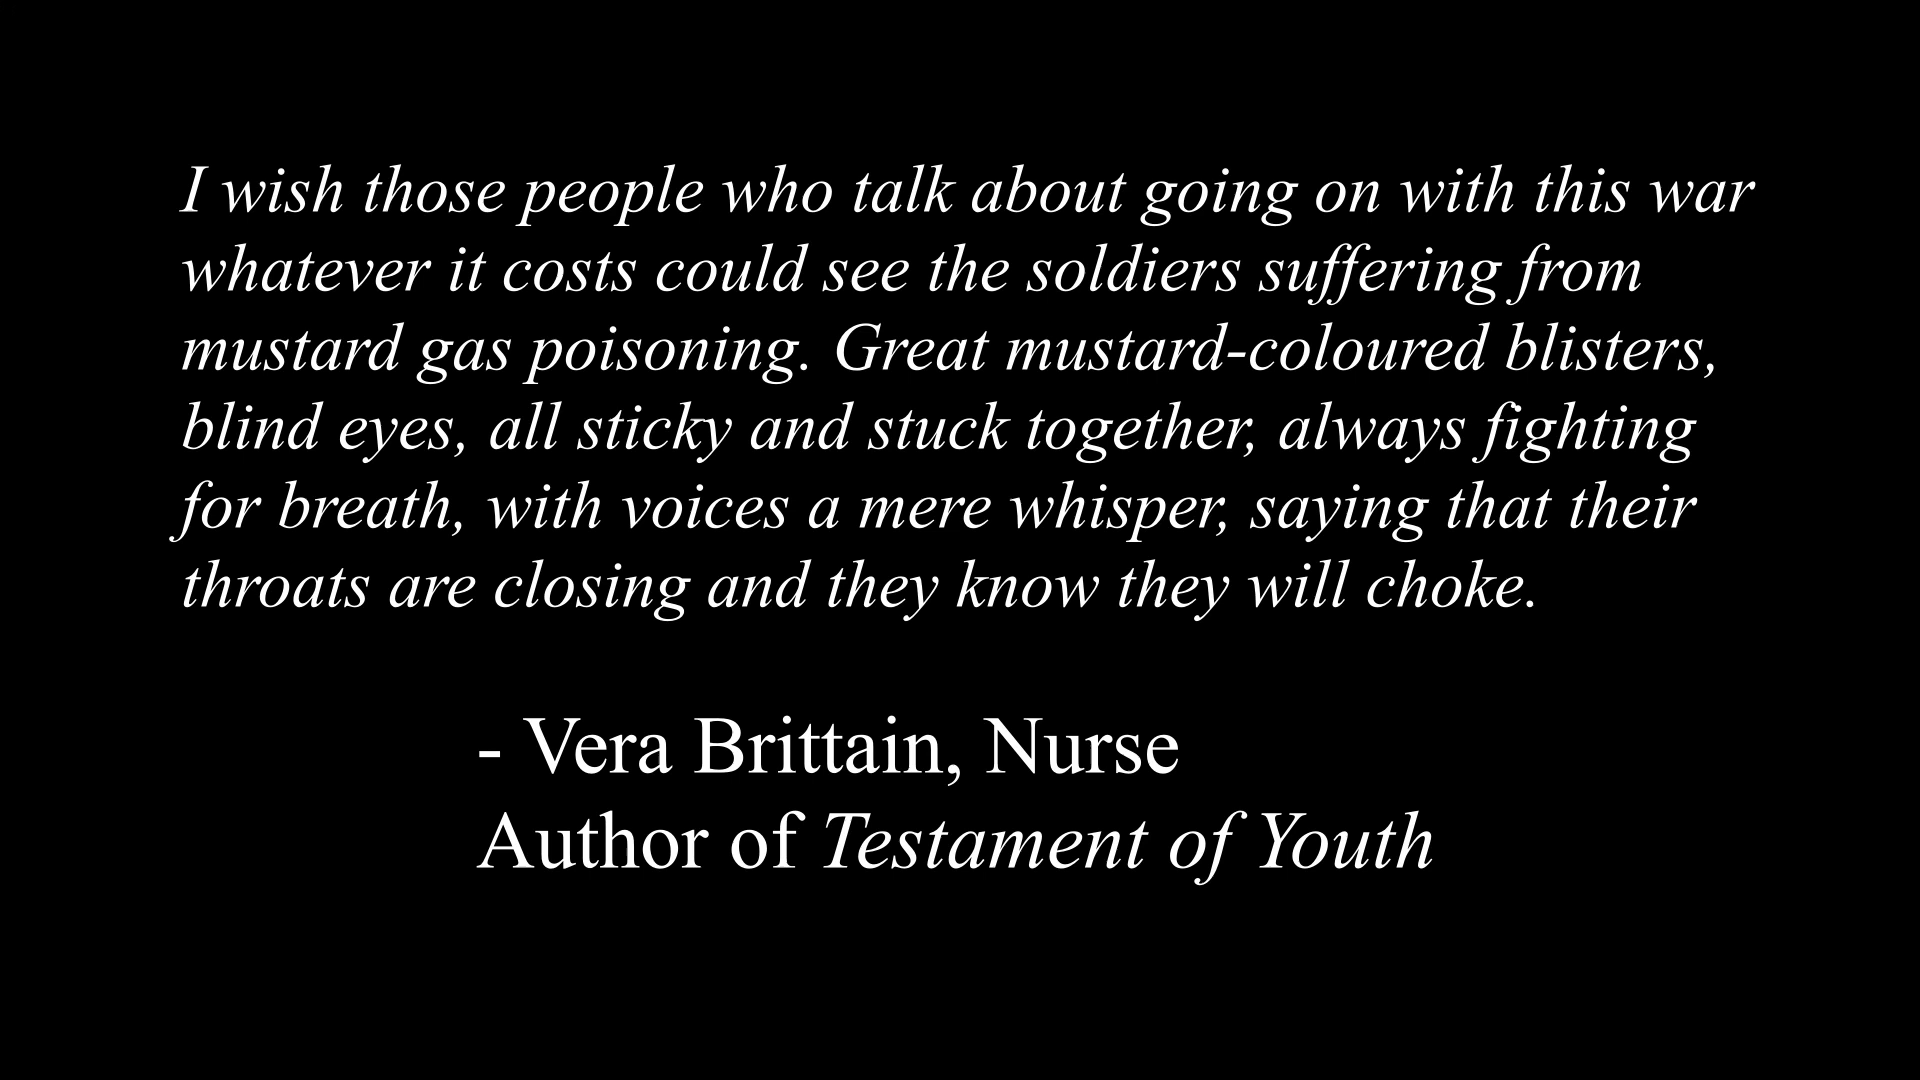 I wish those people who talk about going on with this war
whatever it costs could see the soldiers suffering from
mustard gas poisoning. Great mustard-coloured blisters,
blind eyes, all sticky and stuck together, always fighting
for breath, with voices a mere whisper, saying that their
throats are closing and they know they will choke.
- Vera Brittain, Nurse
Author of Testament of Youth